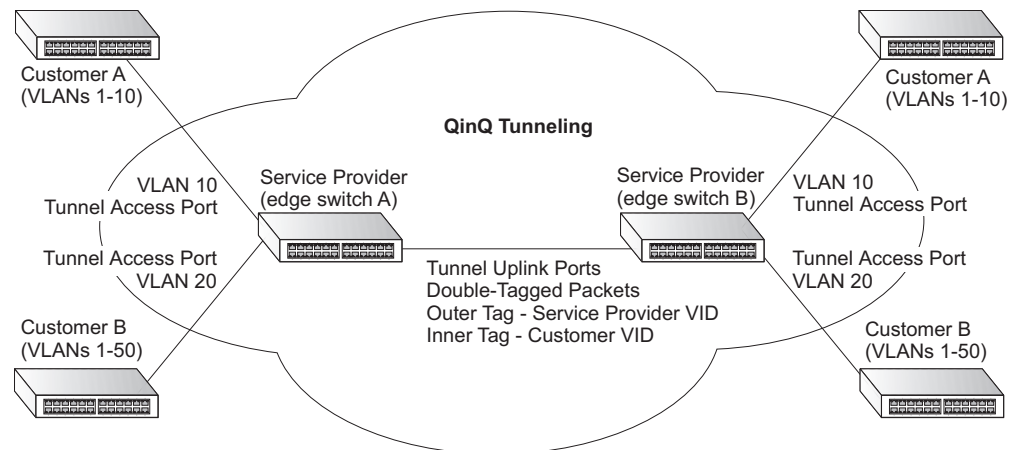 Customer A
(VLANs 1-10)
Customer A
(VLANs 1-10)
QinQ Tunneling
VLAN 10
Tunnel Access Port
Service Provider
(edge switch A)
Service Provider
(edge switch B)
VLAN 10
Tunnel Access Port
Tunnel Access Port
VLAN 20
Tunnel Uplink Ports
Double-Tagged Packets
Outer Tag - Service Provider VID
Inner Tag - Customer VID
Tunnel Access Port
VLAN 20
Customer B
(VLANs 1-50)
Customer B
(VLANs 1-50)